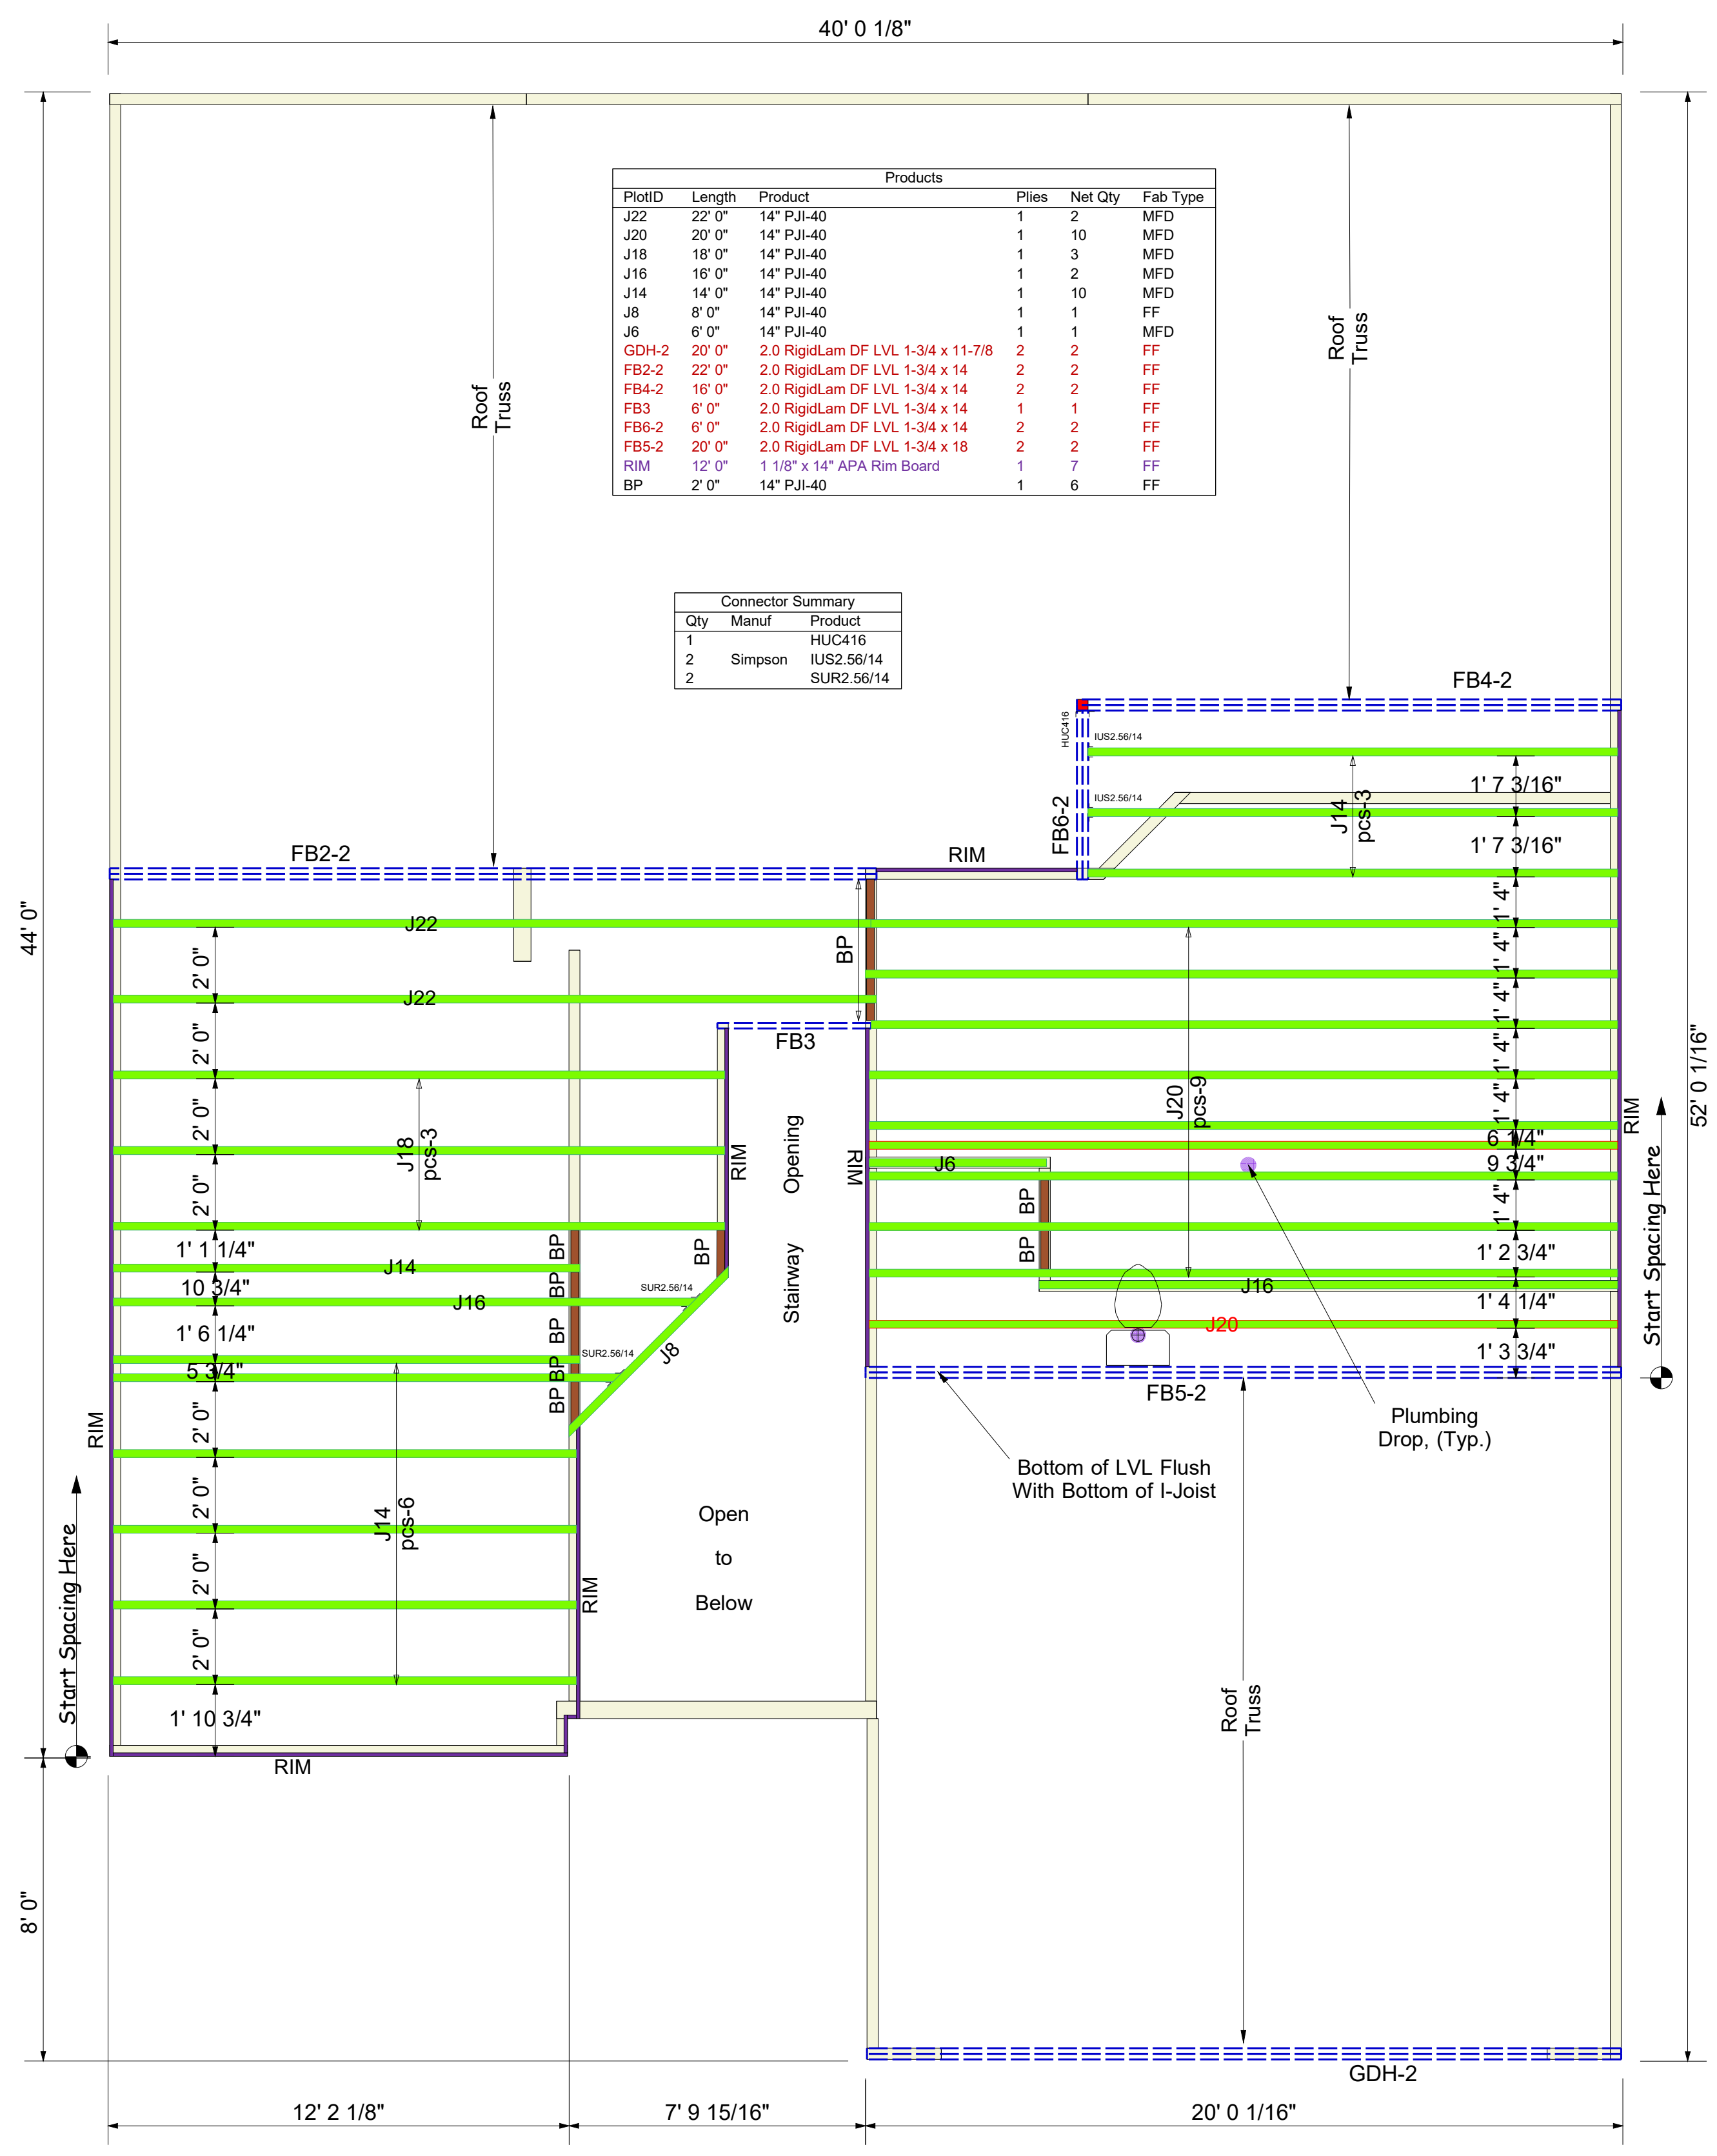 40' 0 1/8"
Products
PlotID Length Product Plies Net Qty Fab Type
J22 22' 0" 14" PJI-40 1 2 MFD
J20 20' 0" 14" PJI-40 1 10 MFD
J18 18' 0" 14" PJI-40 1 3 MFD
J16 16' 0" 14" PJI-40 1 2 MFD
J14 14' 0" 14" PJI-40 1 10 MFD
J8 8' 0" 14" PJI-40 1 1 FF
J6 6' 0" 14" PJI-40 1 1 MFD
GDH-2 20' 0" 2.0 RigidLam DF LVL 1-3/4 x 11-7/8 2 2 FF
FB2-2 22' 0" 2.0 RigidLam DF LVL 1-3/4 x 14 2 2 FF
FB4-2 16' 0" 2.0 RigidLam DF LVL 1-3/4 x 14 2 2 FF
FB3 6' 0" 2.0 RigidLam DF LVL 1-3/4 x 14 1 1 FF
FB6-2 6' 0" 2.0 RigidLam DF LVL 1-3/4 x 14 2 2 FF
FB5-2 20' 0" 2.0 RigidLam DF LVL 1-3/4 x 18 2 2 FF
RIM 12' 0" 1 1/8" x 14" APA Rim Board 1 7 FF
BP 2' 0" 14" PJI-40 1 6 FF
Roof
Truss
Roof
Truss
Connector Summary
Qty Manuf Product
1 HUC416
2 Simpson IUS2.56/14
2 SUR2.56/14
FB4-2
HUC416
IUS2.56/14
1' 7 3/16"
IUS2.56/14
J14
pcs-3
FB6-2
1' 7 3/16"
FB2-2
RIM
44' 0"
J22
BP
1' 4"
1' 4"
2' 0"
J22
1' 4"
2' 0"
FB3
1' 4"
52' 0 1/16"
2' 0"
J18
pcs-3
J20
pcs-9
1' 4"
RIM
6 1/4"
RIM
Opening
RIM
J6
9 3/4"
2' 0"
BP
1' 4"
Start Spacing Here
1' 1 1/4"
BP
BP
BP
1' 2 3/4"
J14
10 3/4"
BP
SUR2.56/14
Stairway
J16
J16
1' 4 1/4"
1' 6 1/4"
BP
J20
SUR2.56/14
J8
1' 3 3/4"
5 3/4"
BP
BP
FB5-2
RIM
2' 0"
Plumbing
Drop, (Typ.)
Bottom of LVL Flush
With Bottom of I-Joist
2' 0"
J14
pcs-6
Open
to
Below
2' 0"
RIM
Start Spacing Here
2' 0"
1' 10 3/4"
Roof
Truss
RIM
8' 0"
GDH-2
12' 2 1/8"
7' 9 15/16"
20' 0 1/16"